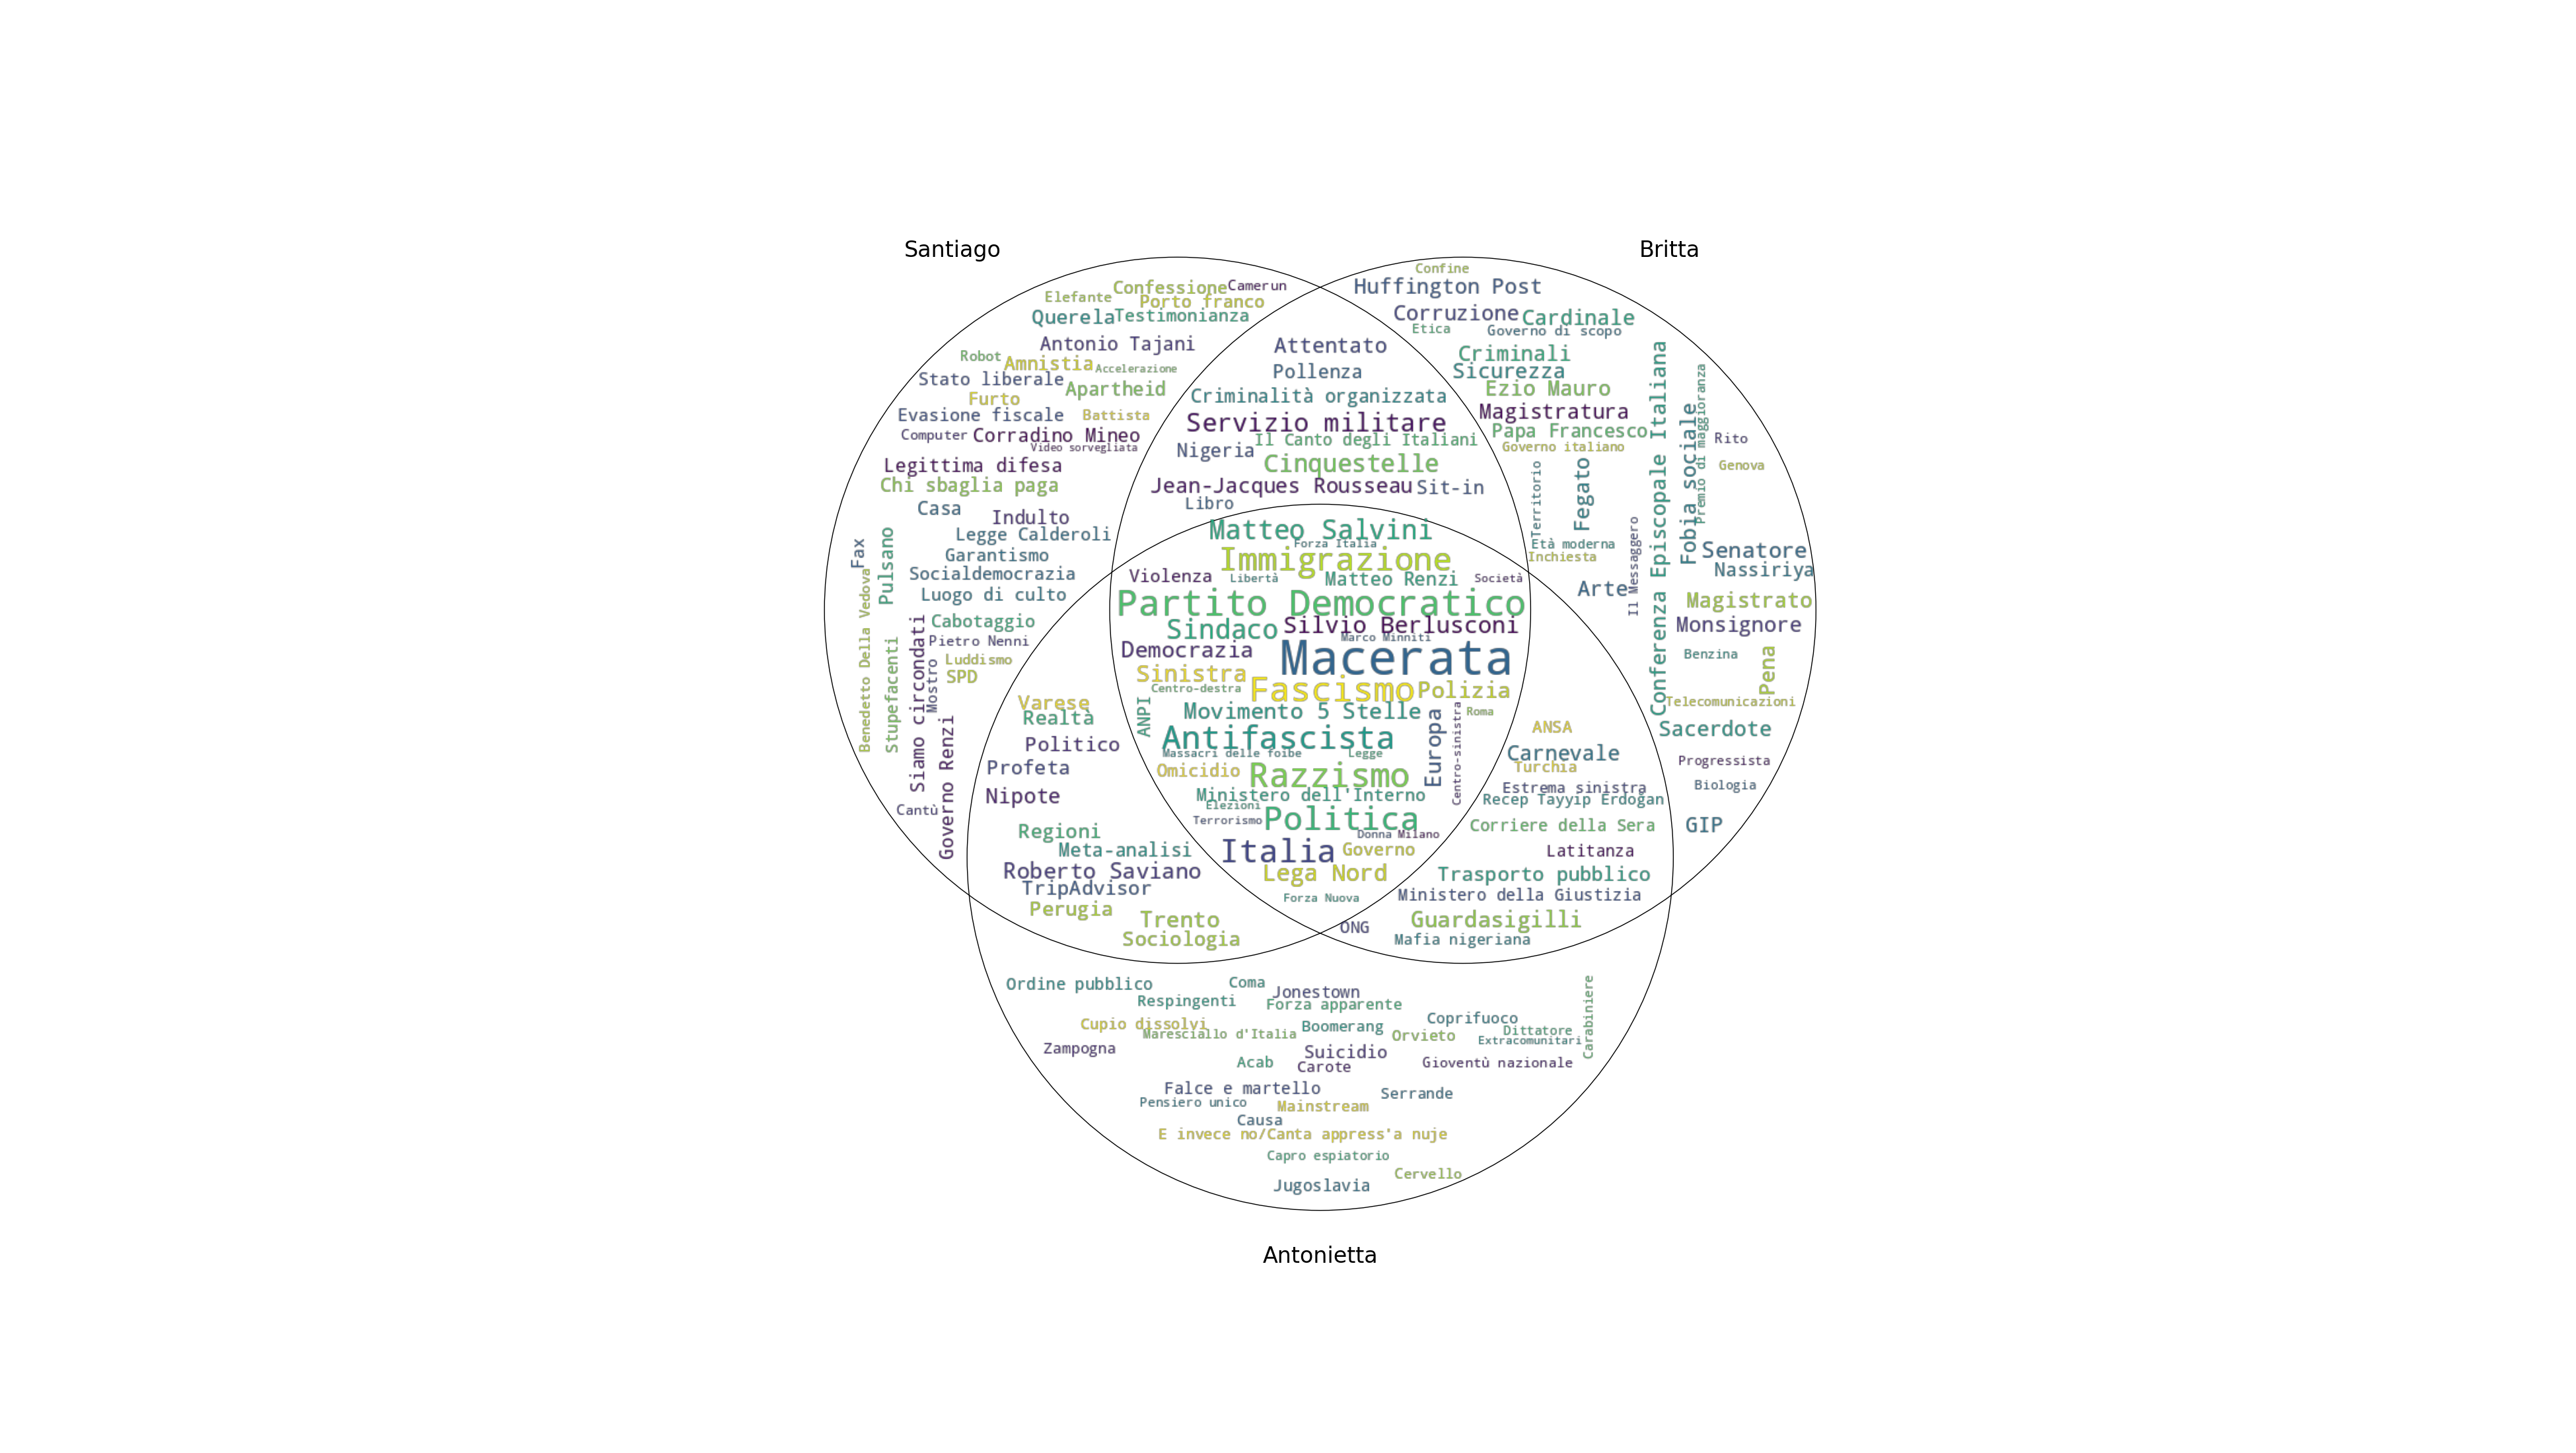 Santiago
Britta
Confessione
Camerun
Elefante
Porto franco
Querela
Testimonianza
Antonio Tajani
Robot
Amnistia
Accelerazione
Stato liberale
Apartheid
Furto
Evasione fiscale
Battista
Computer
Corradino Mineo
Video sorvegliata
Legittima difesa
Chi sbaglia paga
Casa
Indulto
Legge Calderoli
Fax
Pulsano
Garantismo
Socialdemocrazia
Luogo di culto
Benedetto Della Vedova
Cabotaggio
Pietro Nenni
Stupefacenti
Siamo circondati
Mostro
Luddismo
SPD
Governo Renzi
Cantù
Attentato
Pollenza
Criminalità organizzata
Servizio militare
Il Canto degli Italiani
Nigeria
Cinquestelle
Jean-Jacques Rousseau
Sit-in
Libro
Confine
Huffington Post
Corruzione
Cardinale
Etica
Governo di scopo
Criminali
Sicurezza
Ezio Mauro
Magistratura
Papa Francesco
Governo italiano
Conferenza Episcopale Italiana
Fobia sociale
Premio di maggioranza
Rito
Genova
Territorio
Fegato
Età moderna
Inchiesta
Il Messaggero
Arte
Senatore
Nassiriya
Magistrato
Monsignore
Benzina
Pena
Telecomunicazioni
Sacerdote
Progressista
Biologia
GIP
Matteo Salvini
Forza Italia
Immigrazione
Violenza
Libertà
Matteo Renzi
Società
Partito Democratico
Sindaco
Silvio Berlusconi
Marco Minniti
Democrazia
Macerata
Sinistra
Centro-destra
Fascismo
Polizia
ANPI
Movimento 5 Stelle
Europa
Centro-sinistra
Roma
Antifascista
Massacri delle foibe
Legge
Omicidio
Razzismo
Ministero dell'Interno
Elezioni
Terrorismo
Politica
Donna Milano
Italia
Governo
Lega Nord
Forza Nuova
Varese
Realtà
Politico
Profeta
Nipote
Regioni
Meta-analisi
Roberto Saviano
TripAdvisor
Perugia
Trento
Sociologia
ANSA
Carnevale
Turchia
Estrema sinistra
Recep Tayyip Erdoğan
Corriere della Sera
Latitanza
Trasporto pubblico
Ministero della Giustizia
Guardasigilli
ONG
Mafia nigeriana
Ordine pubblico
Coma
Jonestown
Respingenti
Forza apparente
Carabiniere
Cupio dissolvi
Maresciallo d'Italia
Boomerang
Coprifuoco
Orvieto
Dittatore
Extracomunitari
Zampogna
Suicidio
Acab
Carote
Gioventù nazionale
Falce e martello
Serrande
Pensiero unico
Mainstream
Causa
E invece no/Canta appress'a nuje
Capro espiatorio
Cervello
Jugoslavia
Antonietta